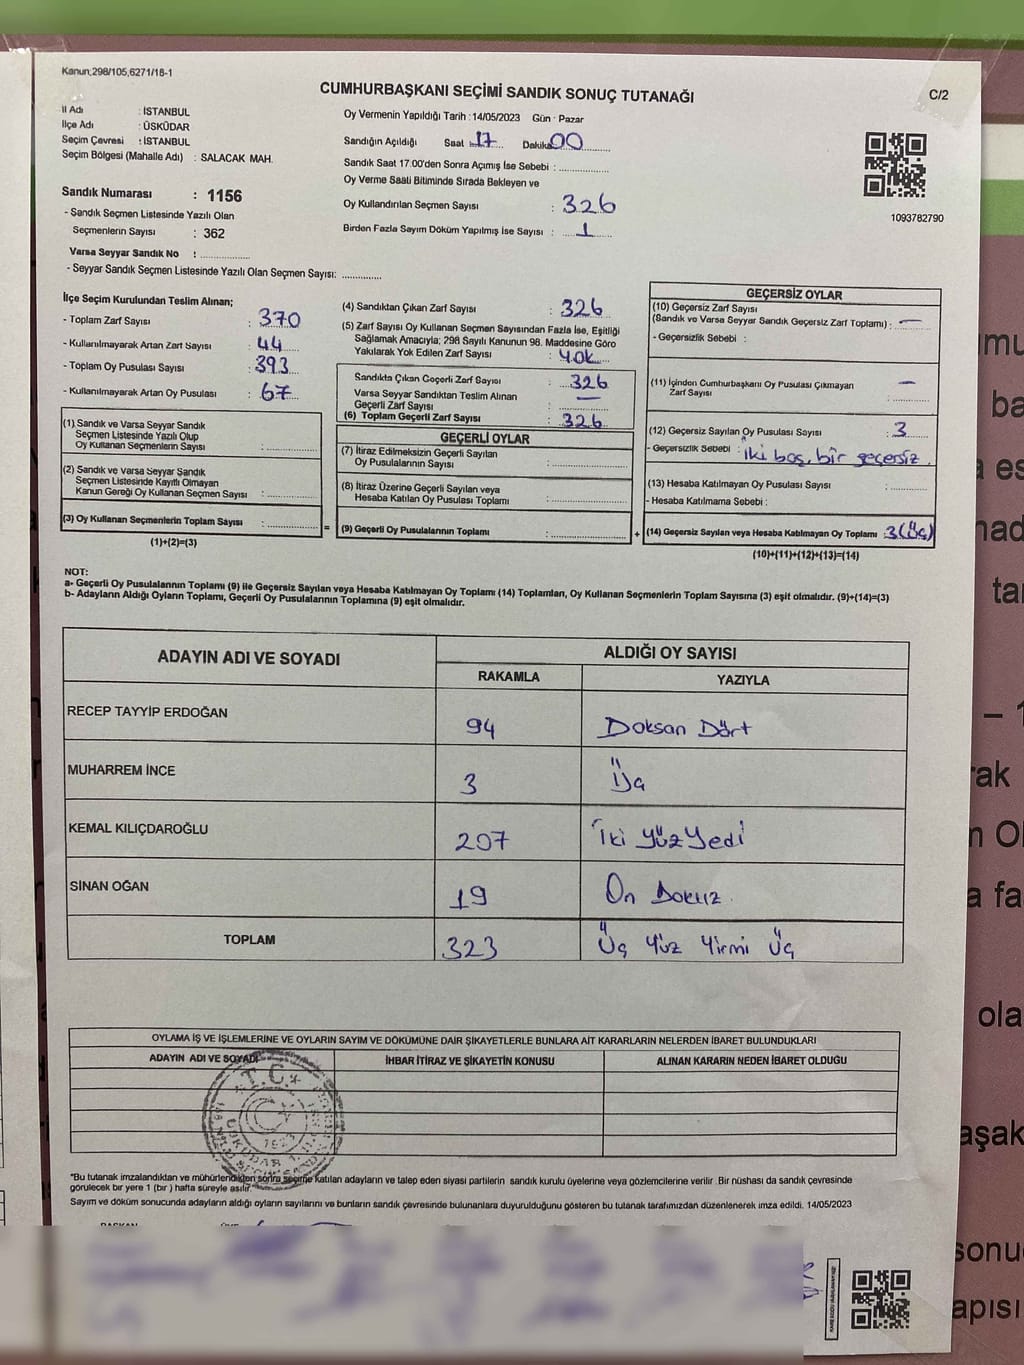 Kanun;298/105,6271/18-1
CUMHURBAŞKANI SEÇİMİ SANDIK SONUÇ TUTANAĞI
C/2
İl Adı : İSTANBUL
İlçe Adı : ÜSKÜDAR
Seçim Çevresi : İSTANBUL
Seçim Bölgesi (Mahalle Adı) : SALACAK MAH.
Sandık Numarası : 1156
- Sandık Seçmen Listesinde Yazılı Olan
Seçmenlerin Sayısı : 362
Varsa Seyyar Sandık No : ................
- Seyyar Sandık Seçmen Listesinde Yazılı Olan Seçmen Sayısı: .............
Oy Vermenin Yapıldığı Tarih : 14/05/2023 Gün : Pazar
Sandığın Açıldığı Saat 17 Dakika 00
Sandık Saat 17.00'den Sonra Açımış İse Sebebi : ................
Oy Verme Saati Bitiminde Sırada Bekleyen ve
Oy Kullandırılan Seçmen Sayısı : 326
Birden Fazla Sayım Döküm Yapılmış İse Sayısı : 1
1093782790
İlçe Seçim Kurulundan Teslim Alınan;
- Toplam Zarf Sayısı : 370
- Kullanılmayarak Artan Zarf Sayısı : 44
- Toplam Oy Pusulası Sayısı : 393
- Kullanılmayarak Artan Oy Pusulası : 67
(1) Sandık ve Varsa Seyyar Sandık
Seçmen Listesinde Yazılı Olup
Oy Kullanan Seçmenlerin Sayısı : ................
(2) Sandık ve Varsa Seyyar Sandık
Seçmen Listesinde Kayıtlı Olmayan
Kanun Gereği Oy Kullanan Seçmen Sayısı : ................
(3) Oy Kullanan Seçmenlerin Toplam Sayısı : ................
(1)+(2)=(3)
=
(4) Sandıktan Çıkan Zarf Sayısı : 326
(5) Zarf Sayısı Oy Kullanan Seçmen Sayısından Fazla İse, Eşitliği
Sağlamak Amacıyla; 298 Sayılı Kanunun 98. Maddesine Göro
Yakılarak Yok Edilen Zarf Sayısı : YOK
Sandıkta Çıkan Geçerli Zarf Sayısı : 326
Varsa Seyyar Sandıktan Teslim Alınan
Geçerli Zarf Sayısı : —
(6) Toplam Geçerli Zarf Sayısı : 326
GEÇERLİ OYLAR
(7) İtiraz Edilmeksizin Geçerli Sayılan
Oy Pusulalarının Sayısı : ................
(8) İtiraz Üzerine Geçerli Sayılan veya
Hesaba Katılan Oy Pusulası Toplamı : ................
(9) Geçerli Oy Pusulalarının Toplamı : ................
+
GEÇERSİZ OYLAR
(10) Geçersiz Zarf Sayısı
(Sandık ve Varsa Seyyar Sandık Geçersiz Zarf Toplamı) : —
- Geçersizlik Sebebi :
(11) İçinden Cumhurbaşkanı Oy Pusulası Çıkmayan
Zarf Sayısı : —
(12) Geçersiz Sayılan Oy Pusulası Sayısı : 3
- Geçersizlik Sebebi : iki boş, bir geçersiz.
(13) Hesaba Katılmayan Oy Pusulası Sayısı : ................
- Hesaba Katılmama Sebebi :
(14) Geçersiz Sayılan veya Hesaba Katılmayan Oy Toplamı : 3 (Üç)
(10)+(11)+(12)+(13)=(14)
NOT:
a- Geçerli Oy Pusulalarının Toplamı (9) ile Geçersiz Sayılan veya Hesaba Katılmayan Oy Toplamı (14) Toplamları, Oy Kullanan Seçmenlerin Toplam Sayısına (3) eşit olmalıdır. (9)+(14)=(3)
b- Adayların Aldığı Oyların Toplamı, Geçerli Oy Pusulalarının Toplamına (9) eşit olmalıdır.
ADAYIN ADI VE SOYADI
ALDIĞI OY SAYISI
RAKAMLA YAZIYLA
RECEP TAYYİP ERDOĞAN 94 Doksan Dört
MUHARREM İNCE 3 Üç
KEMAL KILIÇDAROĞLU 207 İki Yüz Yedi
SİNAN OĞAN 19 On Dokuz.
TOPLAM 323 Üç Yüz Yirmi Üç
OYLAMA İŞ VE İŞLEMLERİNE VE OYLARIN SAYIM VE DÖKÜMÜNE DAİR ŞİKAYETLERLE BUNLARA AİT KARARLARIN NELERDEN İBARET BULUNDUKLARI
ADAYIN ADI VE SOYADI İHBAR İTİRAZ VE ŞİKAYETİN KONUSU ALINAN KARARIN NEDEN İBARET OLDUĞU
T.C.
1923
ÜSKÜDAR
*Bu tutanak imzalandıktan ve mühürlendikten sonra seçime katılan adayların ve talep eden siyasi partilerin sandık kurulu üyelerine veya gözlemcilerine verilir. Bir nüshası da sandık çevresinde
görülecek bir yere 1 (bir ) hafta süreyle asılır.
Sayım ve döküm sonucunda adayların aldığı oyların sayılarını ve bunların sandık çevresinde bulunanlara duyurulduğunu gösteren bu tutanak tarafımızdan düzenlenerek imza edildi. 14/05/2023
umu
ba
a es
nad
tar
– 1
rak
n Ol
a fa
ola
aşak
sonu
apısı